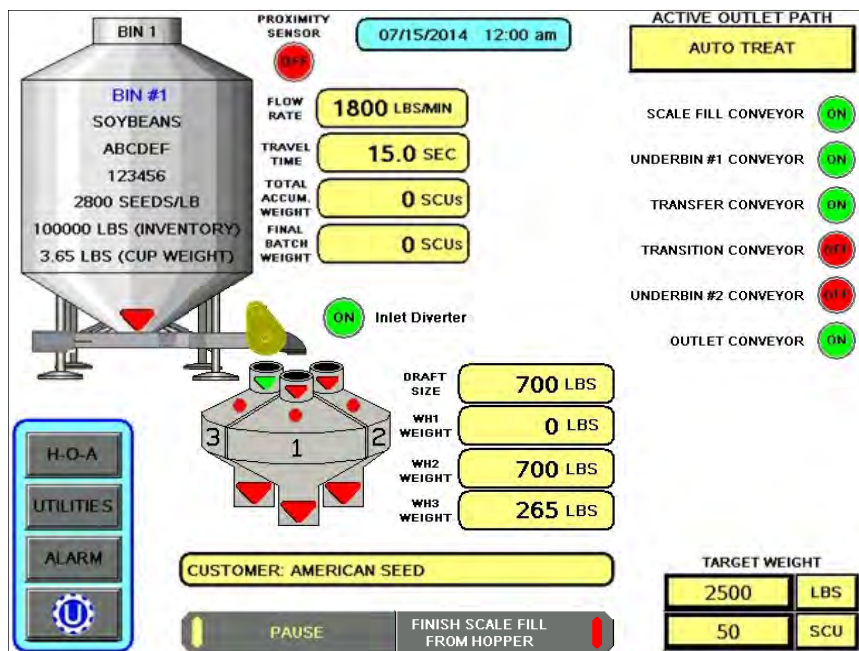 BIN 1
PROXIMITY
SENSOR
OFF
07/15/2014 12:00 am
ACTIVE OUTLET PATH
AUTO TREAT
BIN #1
SOYBEANS
ABCDEF
123456
2800 SEEDS/LB
100000 LBS (INVENTORY)
3.65 LBS (CUP WEIGHT)
FLOW
RATE
1800 LBS/MIN
TRAVEL
TIME
15.0 SEC
TOTAL
ACCUM.
WEIGHT
0 SCUs
FINAL
BATCH
WEIGHT
0 SCUs
ON Inlet Diverter
SCALE FILL CONVEYOR ON
UNDERBIN #1 CONVEYOR ON
TRANSFER CONVEYOR ON
TRANSITION CONVEYOR OFF
UNDERBIN #2 CONVEYOR OFF
OUTLET CONVEYOR ON
3 1 2
DRAFT
SIZE
700 LBS
WH1
WEIGHT
0 LBS
WH2
WEIGHT
700 LBS
WH3
WEIGHT
265 LBS
H-O-A
UTILITIES
ALARM
U
CUSTOMER: AMERICAN SEED
PAUSE
FINISH SCALE FILL
FROM HOPPER
TARGET WEIGHT
2500 LBS
50 SCU